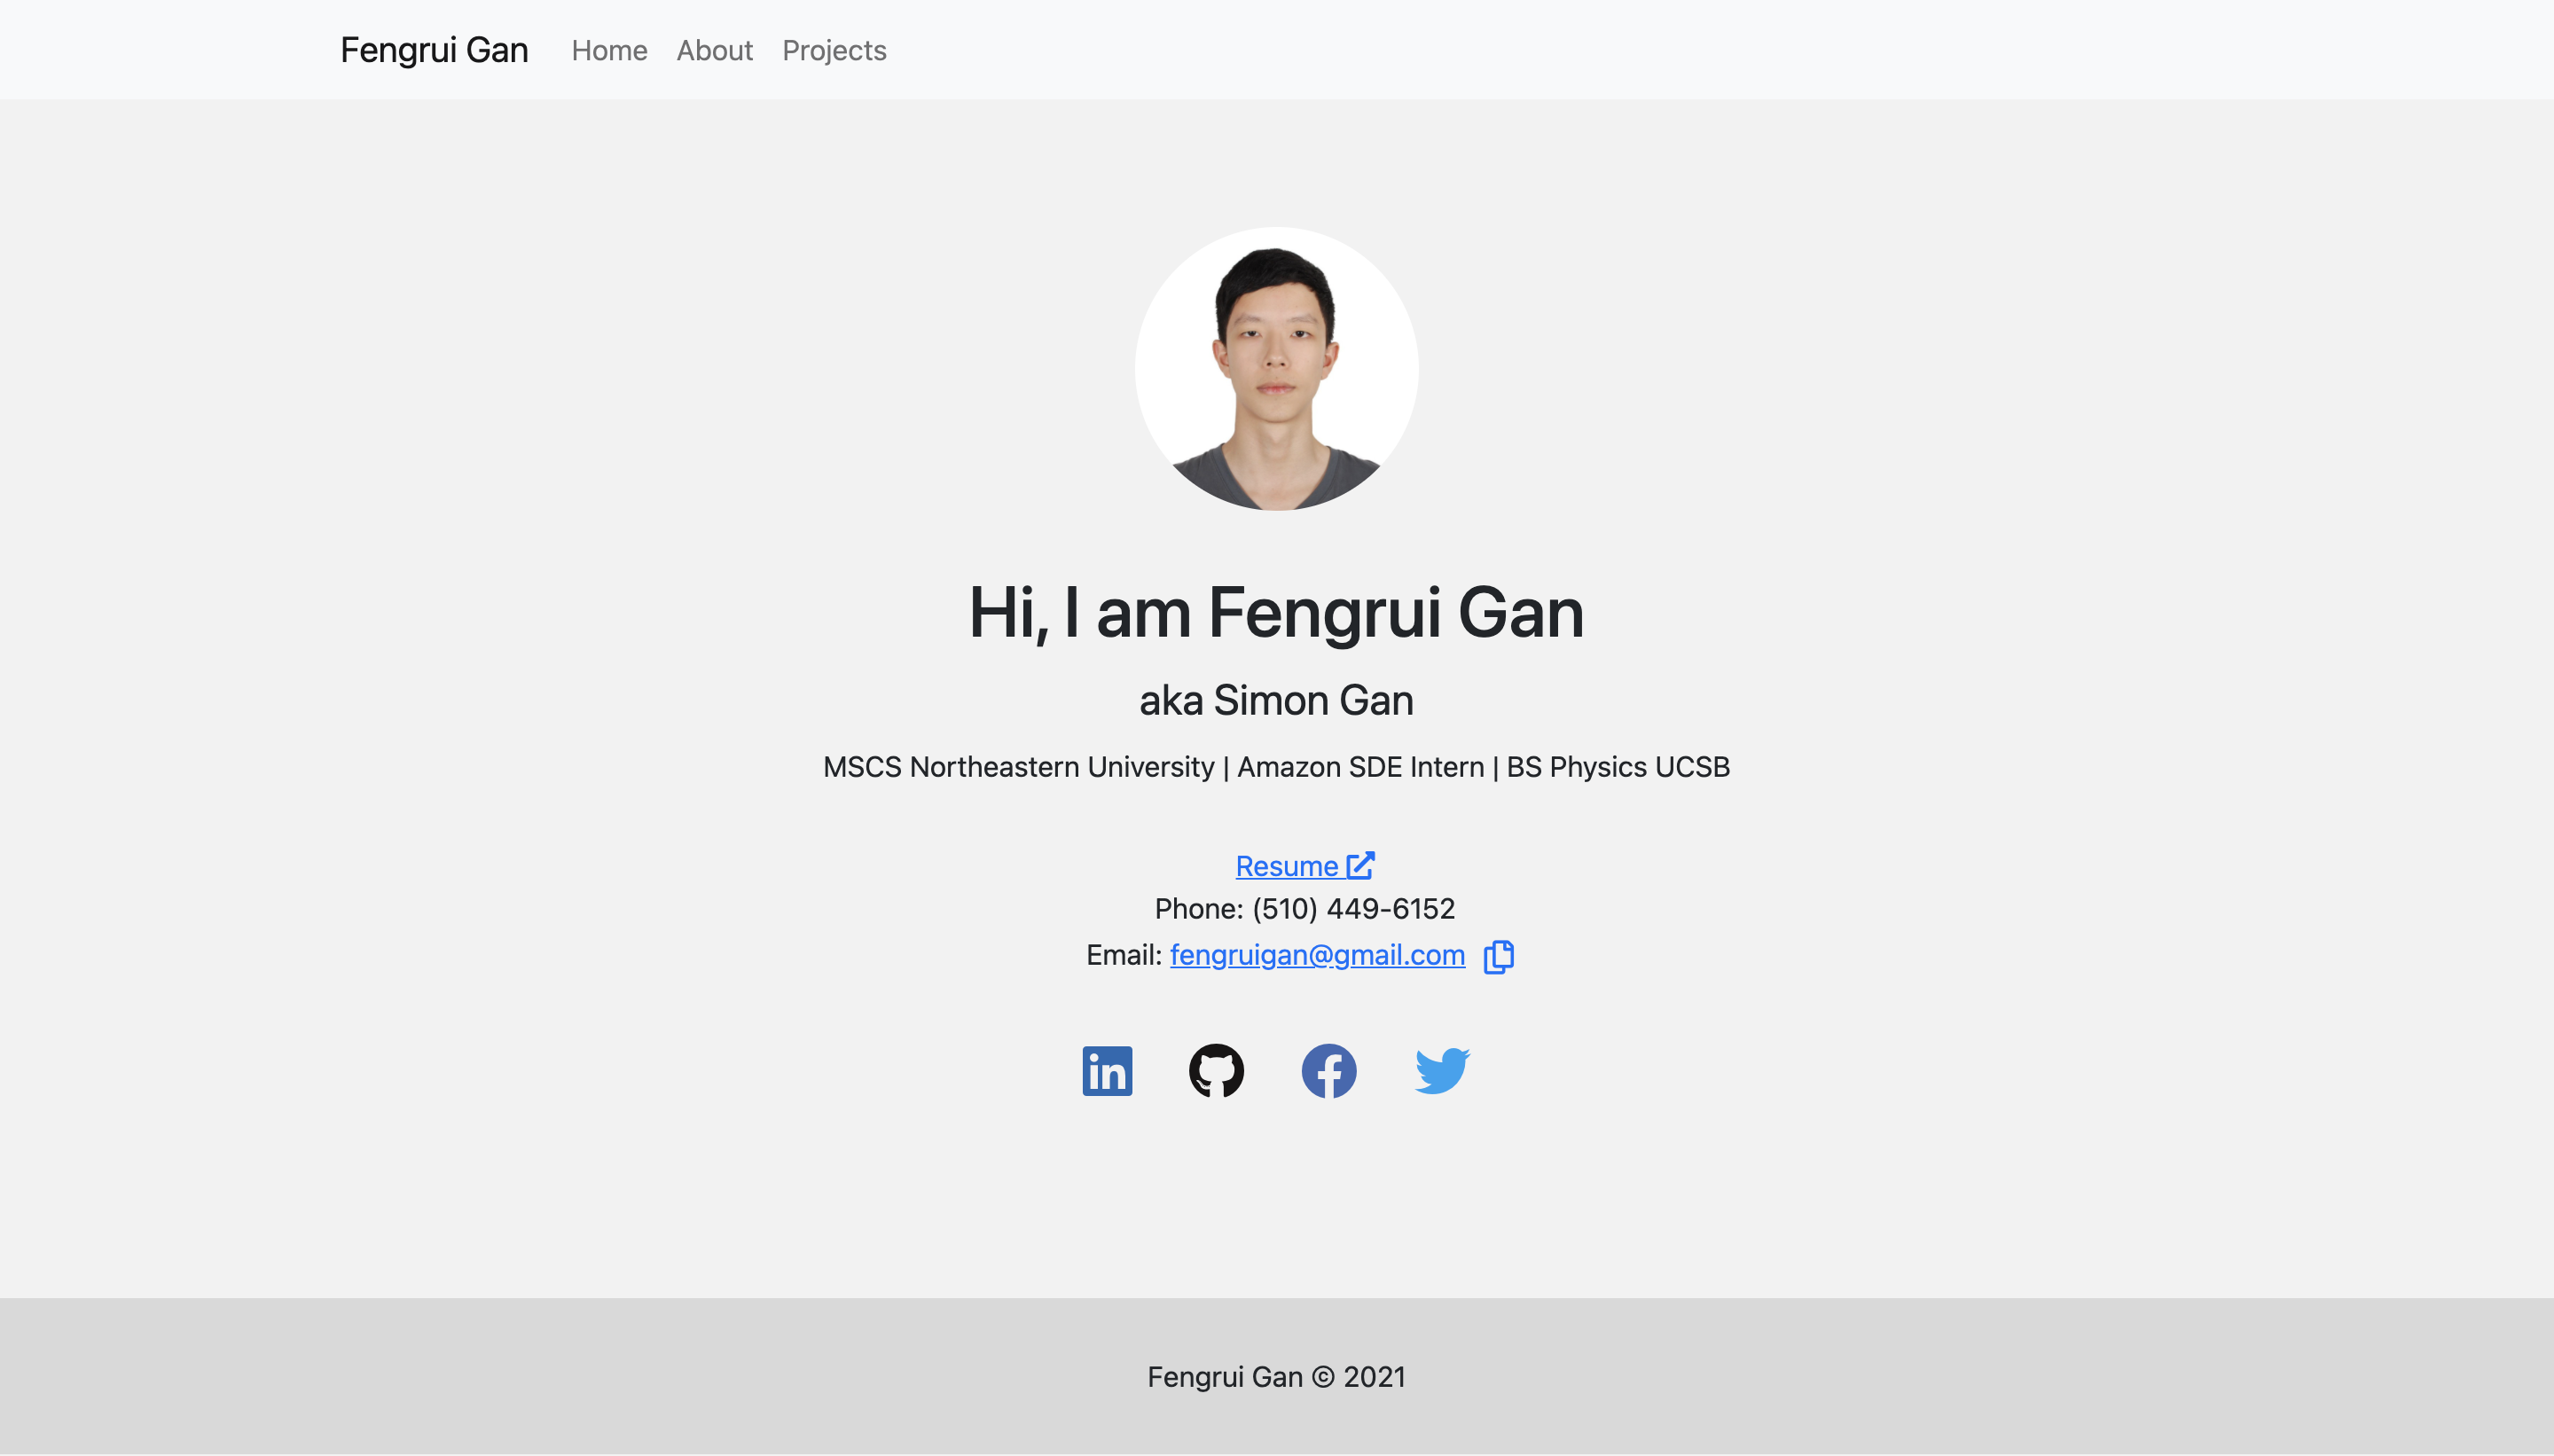 Fengrui Gan Home About Projects
Hi, I am Fengrui Gan
aka Simon Gan
MSCS Northeastern University | Amazon SDE Intern | BS Physics UCSB
Resume
Phone: (510) 449-6152
Email: fengruigan@gmail.com
in
Fengrui Gan © 2021